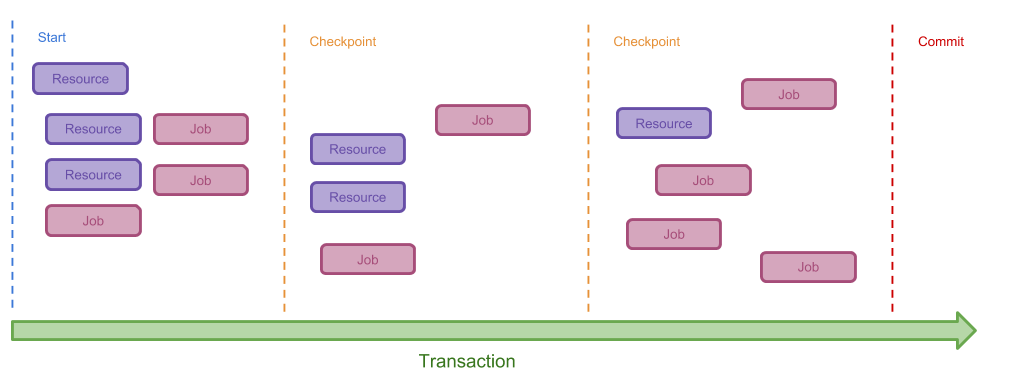 Start
Checkpoint
Checkpoint
Commit
Resource
Resource
Job
Resource
Job
Job
Job
Resource
Resource
Job
Job
Resource
Job
Job
Job
Transaction